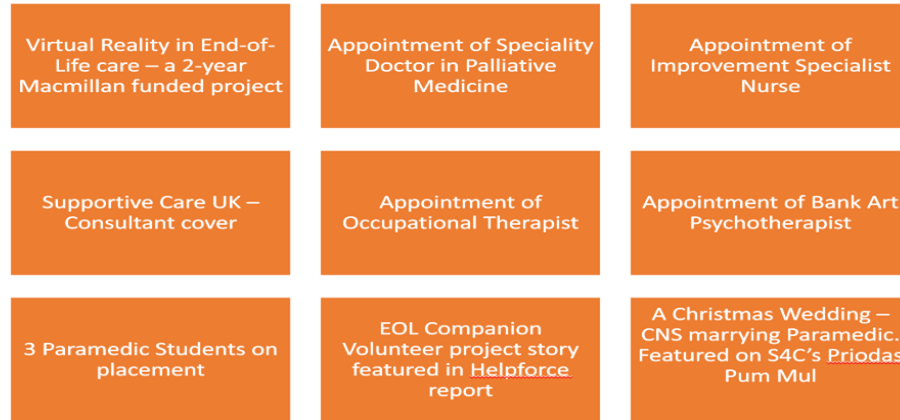 Virtual Reality in End-of-
Life care – a 2-year
Macmillan funded project
Appointment of Speciality
Doctor in Palliative
Medicine
Appointment of
Improvement Specialist
Nurse
Supportive Care UK –
Consultant cover
Appointment of
Occupational Therapist
Appointment of Bank Art
Psychotherapist
3 Paramedic Students on
placement
EOL Companion
Volunteer project story
featured in Helpforce
report
A Christmas Wedding –
CNS marrying Paramedic.
Featured on S4C’s Priodas
Pum Mul